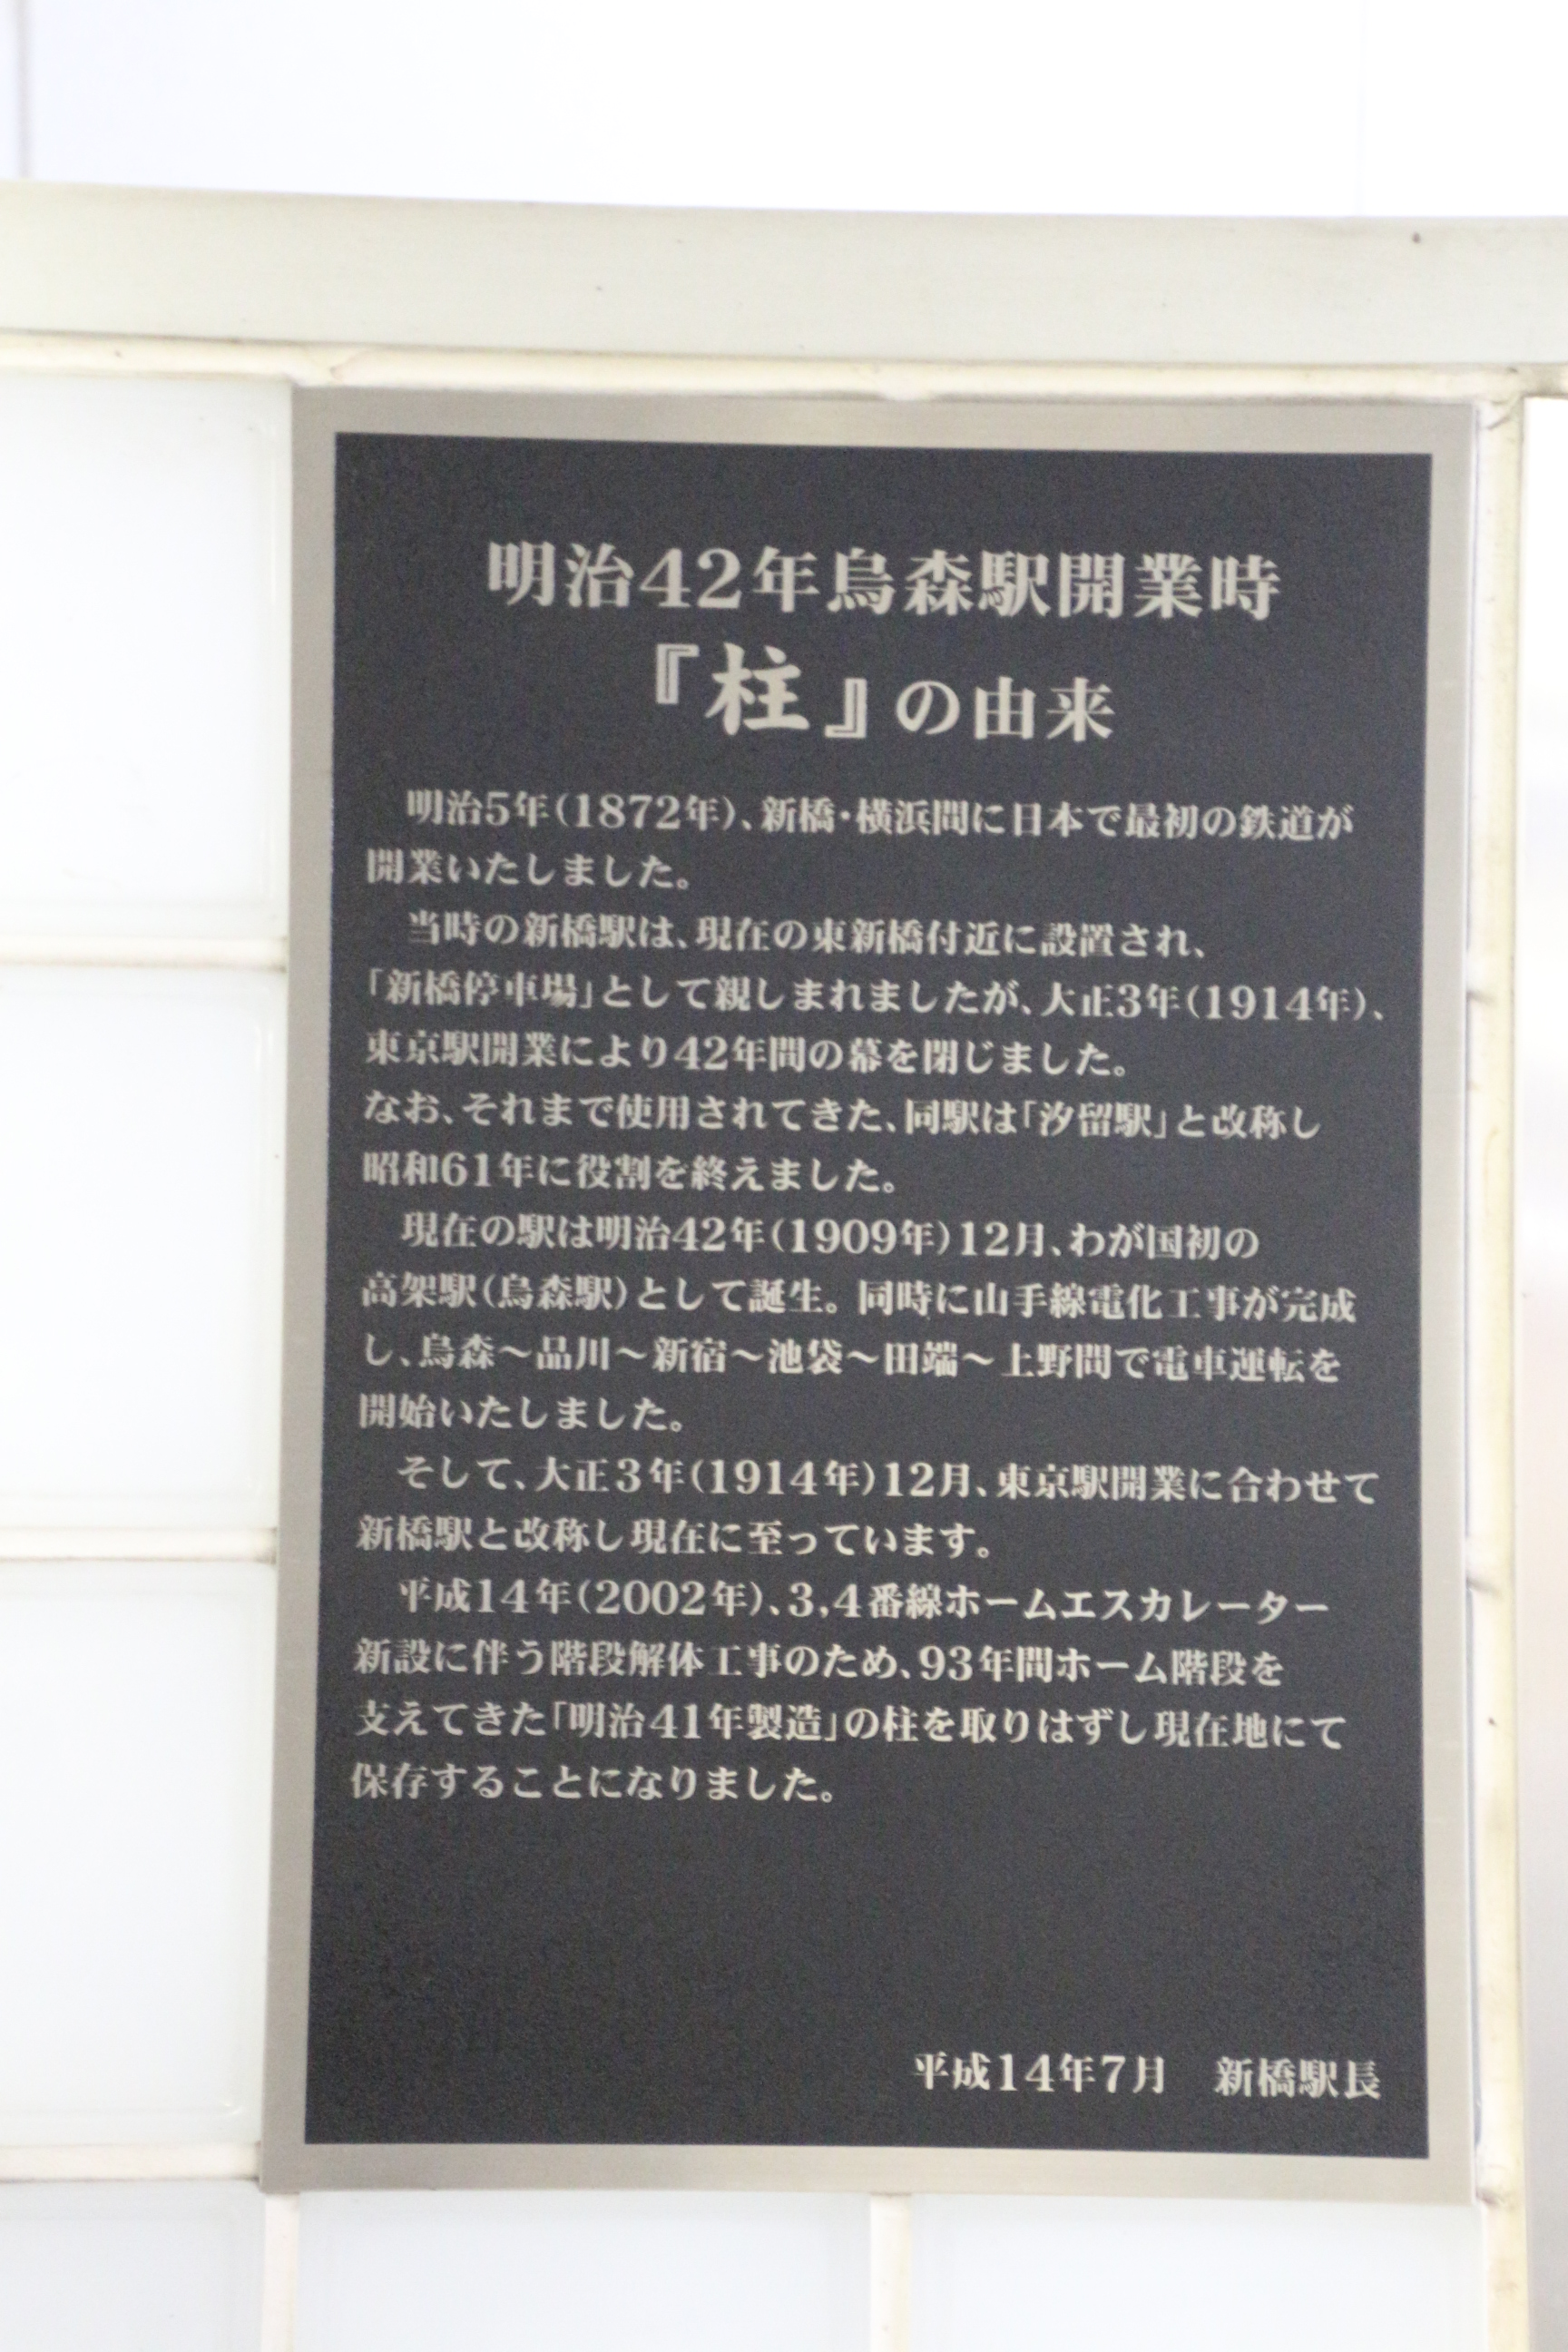 明治42年烏森駅開業時
『柱』の由来
明治5年(1872年)、新橋・横浜間に日本で最初の鉄道が
開業いたしました。
当時の新橋駅は、現在の東新橋付近に設置され、
「新橋停車場」として親しまれましたが、大正3年(1914年)、
東京駅開業により42年間の幕を閉じました。
なお、それまで使用されてきた、同駅は「汐留駅」と改称し
昭和61年に役割を終えました。
現在の駅は明治42年(1909年)12月、わが国初の
高架駅(烏森駅)として誕生。同時に山手線電化工事が完成
し、烏森～品川～新宿～池袋～田端～上野間で電車運転を
開始いたしました。
そして、大正3年(1914年)12月、東京駅開業に合わせて
新橋駅と改称し現在に至っています。
平成14年(2002年)、3,4番線ホームエスカレーター
新設に伴う階段解体工事のため、93年間ホーム階段を
支えてきた「明治41年製造」の柱を取りはずし現在地にて
保存することになりました。
平成14年7月　新橋駅長